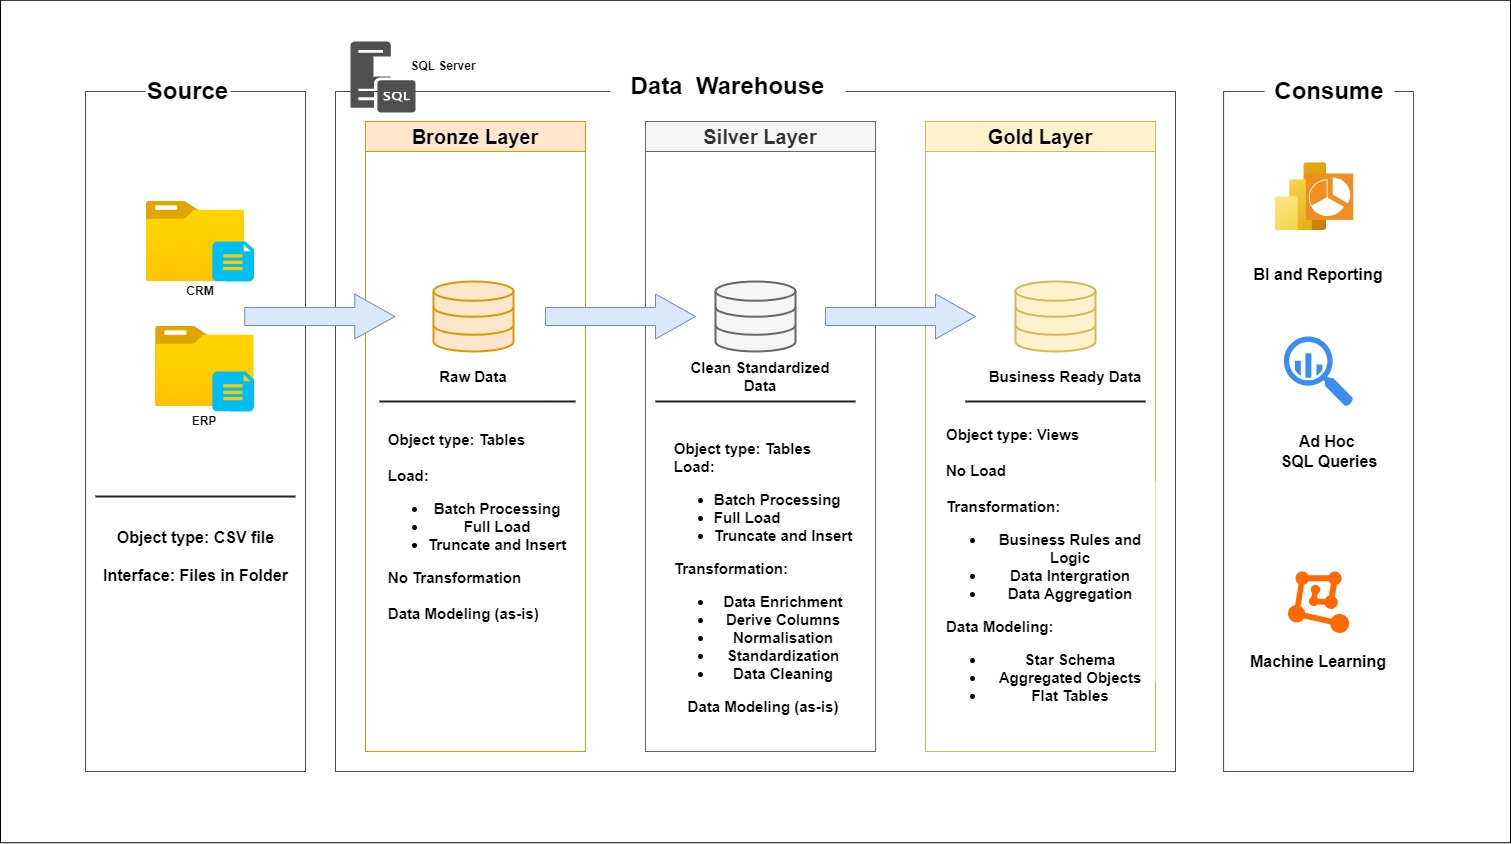 Source
CRM
ERP
Object type: CSV file
Interface: Files in Folder
SQL Server
SQL
Data Warehouse
Bronze Layer
Raw Data
Object type: Tables
Load:
Batch Processing
Full Load
Truncate and Insert
No Transformation
Data Modeling (as-is)
Silver Layer
Clean Standardized
Data
Object type: Tables
Load:
Batch Processing
Full Load
Truncate and Insert
Transformation:
Data Enrichment
Derive Columns
Normalisation
Standardization
Data Cleaning
Data Modeling (as-is)
Gold Layer
Business Ready Data
Object type: Views
No Load
Transformation:
Business Rules and
Logic
Data Intergration
Data Aggregation
Data Modeling:
Star Schema
Aggregated Objects
Flat Tables
Consume
BI and Reporting
Ad Hoc
SQL Queries
Machine Learning